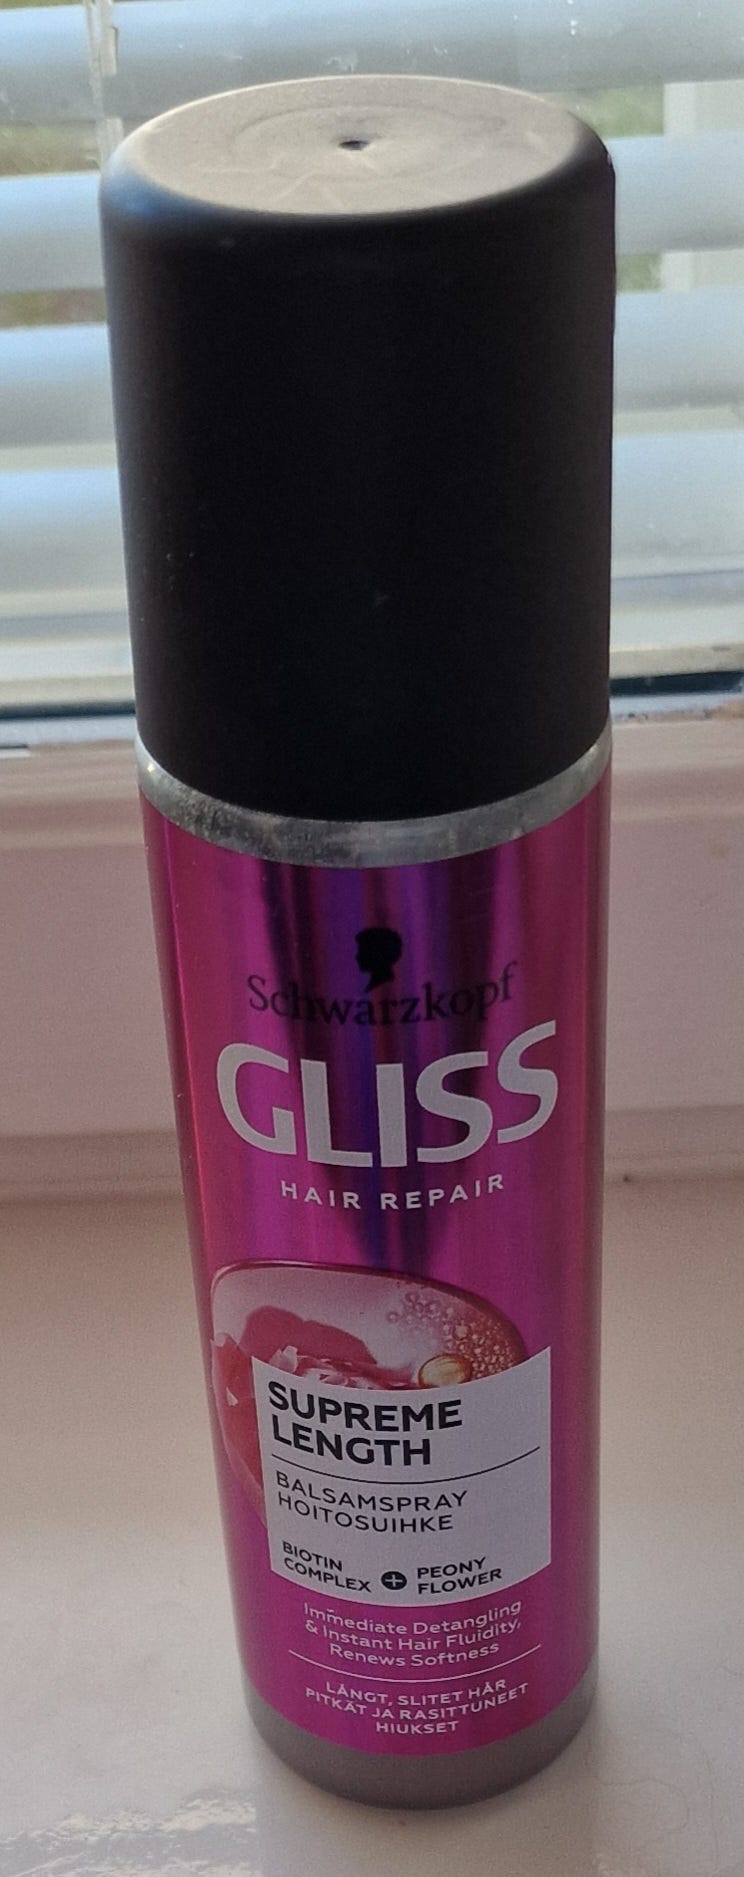 Schwarzkopf
GLISS
HAIR REPAIR
SUPREME
LENGTH
BALSAMSPRAY
HOITOSUIHKE
BIOTIN
COMPLEX + PEONY
FLOWER
Immediate Detangling
& Instant Hair Fluidity,
Renews Softness
LÅNGT, SLITET HÅR
PITKÄT JA RASITTUNEET
HIUKSET